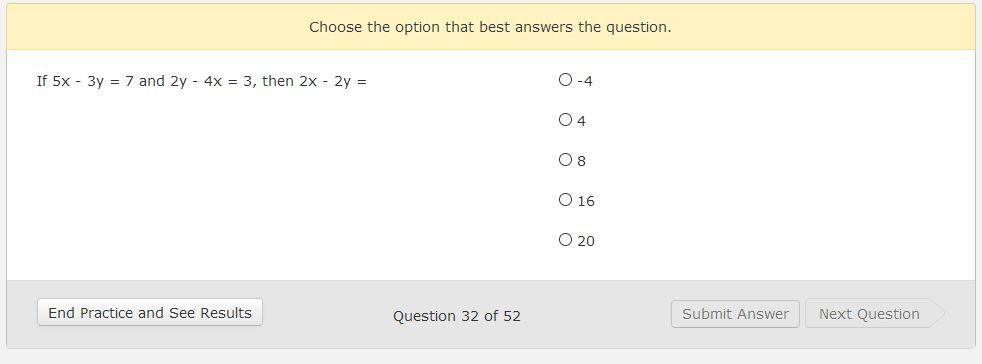 Choose the option that best answers the question.
If 5x - 3y = 7 and 2y - 4x = 3, then 2x - 2y =
-4
4
8
16
20
End Practice and See Results
Question 32 of 52
Submit Answer
Next Question